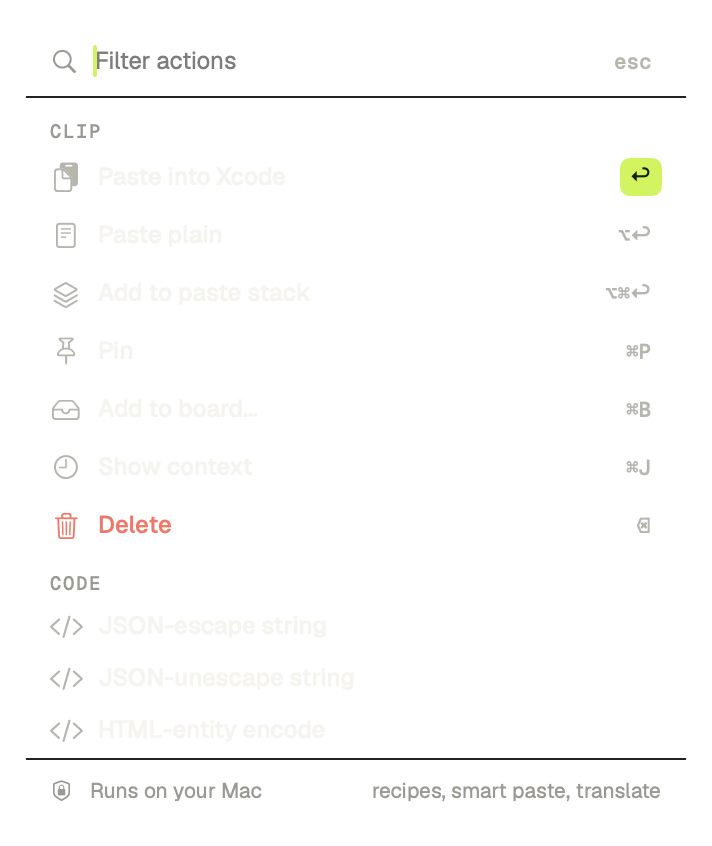 Filter actions esc
CLIP
Paste into Xcode ↩
Paste plain ⌥↩
Add to paste stack ⌥⌘↩
Pin ⌘P
Add to board… ⌘B
Show context ⌘J
Delete ⌫
CODE
</> JSON-escape string
</> JSON-unescape string
</> HTML-entity encode
Runs on your Mac recipes, smart paste, translate